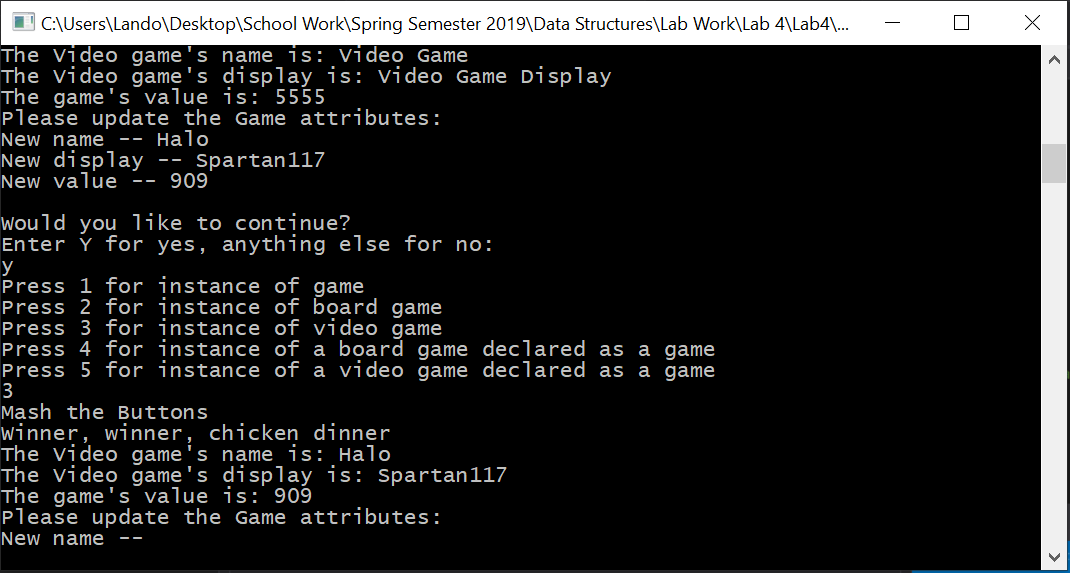 C:\Users\Lando\Desktop\School Work\Spring Semester 2019\Data Structures\Lab Work\Lab 4\Lab4\...
The Video game's name is: Video Game
The Video game's display is: Video Game Display
The game's value is: 5555
Please update the Game attributes:
New name -- Halo
New display -- Spartan117
New value -- 909
Would you like to continue?
Enter Y for yes, anything else for no:
y
Press 1 for instance of game
Press 2 for instance of board game
Press 3 for instance of video game
Press 4 for instance of a board game declared as a game
Press 5 for instance of a video game declared as a game
3
Mash the Buttons
Winner, winner, chicken dinner
The Video game's name is: Halo
The Video game's display is: Spartan117
The game's value is: 909
Please update the Game attributes:
New name --